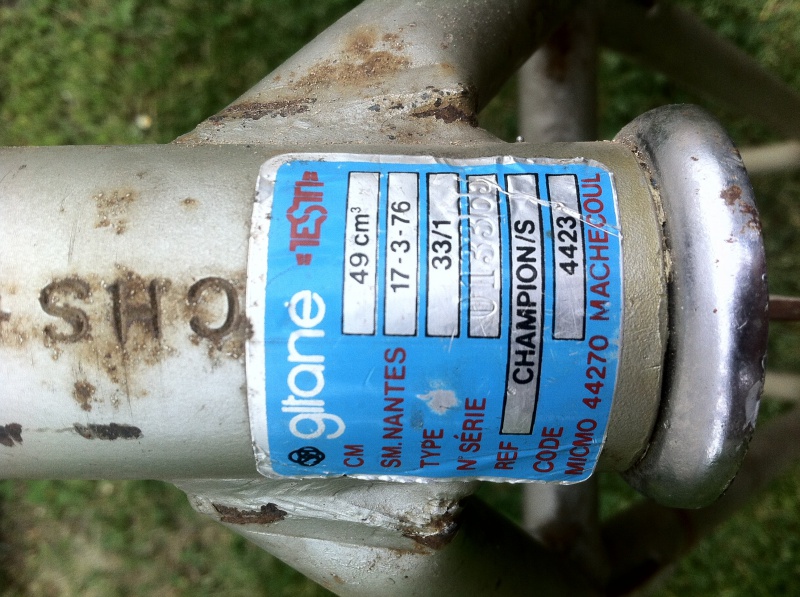 gitane "TESTI"
CM 49 cm³
SM. NANTES 17-3-76
TYPE 33/1
N° SÉRIE
REF CHAMPION/S
CODE 4423
MICMO 44270 MACHECOUL
CHS